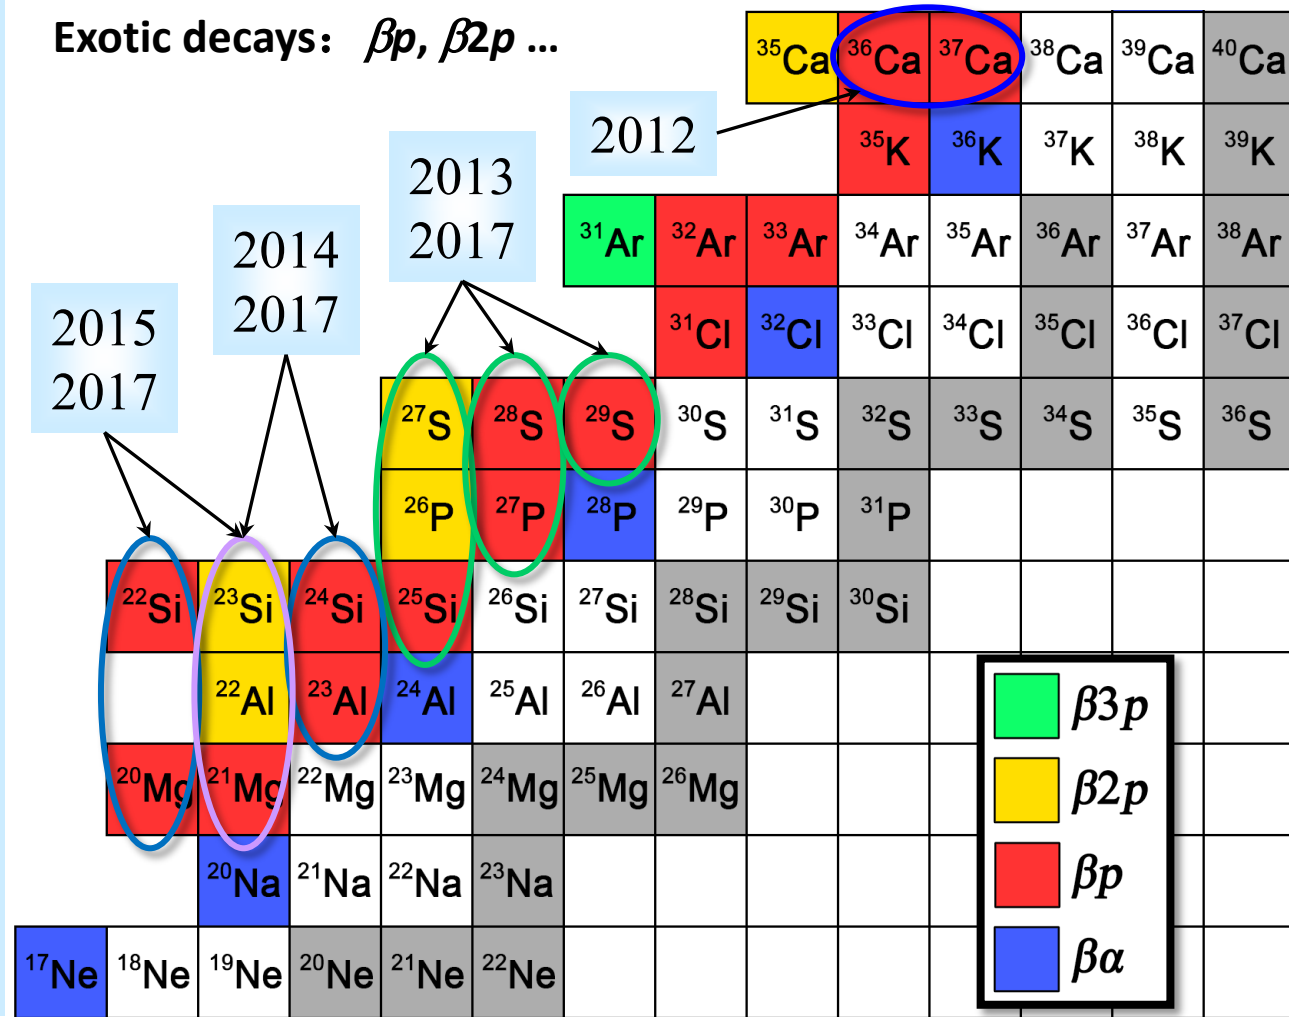 Exotic decays: βp, β2p ...
³⁵Ca ³⁶Ca ³⁷Ca ³⁸Ca ³⁹Ca ⁴⁰Ca
2012
³⁵K ³⁶K ³⁷K ³⁸K ³⁹K
2013
2017
³¹Ar ³²Ar ³³Ar ³⁴Ar ³⁵Ar ³⁶Ar ³⁷Ar ³⁸Ar
2014
2017
³¹Cl ³²Cl ³³Cl ³⁴Cl ³⁵Cl ³⁶Cl ³⁷Cl
2015
2017
²⁷S ²⁸S ²⁹S ³⁰S ³¹S ³²S ³³S ³⁴S ³⁵S ³⁶S
²⁶P ²⁷P ²⁸P ²⁹P ³⁰P ³¹P
²²Si ²³Si ²⁴Si ²⁵Si ²⁶Si ²⁷Si ²⁸Si ²⁹Si ³⁰Si
²²Al ²³Al ²⁴Al ²⁵Al ²⁶Al ²⁷Al
²⁰Mg ²¹Mg ²²Mg ²³Mg ²⁴Mg ²⁵Mg ²⁶Mg
²⁰Na ²¹Na ²²Na ²³Na
¹⁷Ne ¹⁸Ne ¹⁹Ne ²⁰Ne ²¹Ne ²²Ne
β3p
β2p
βp
βα